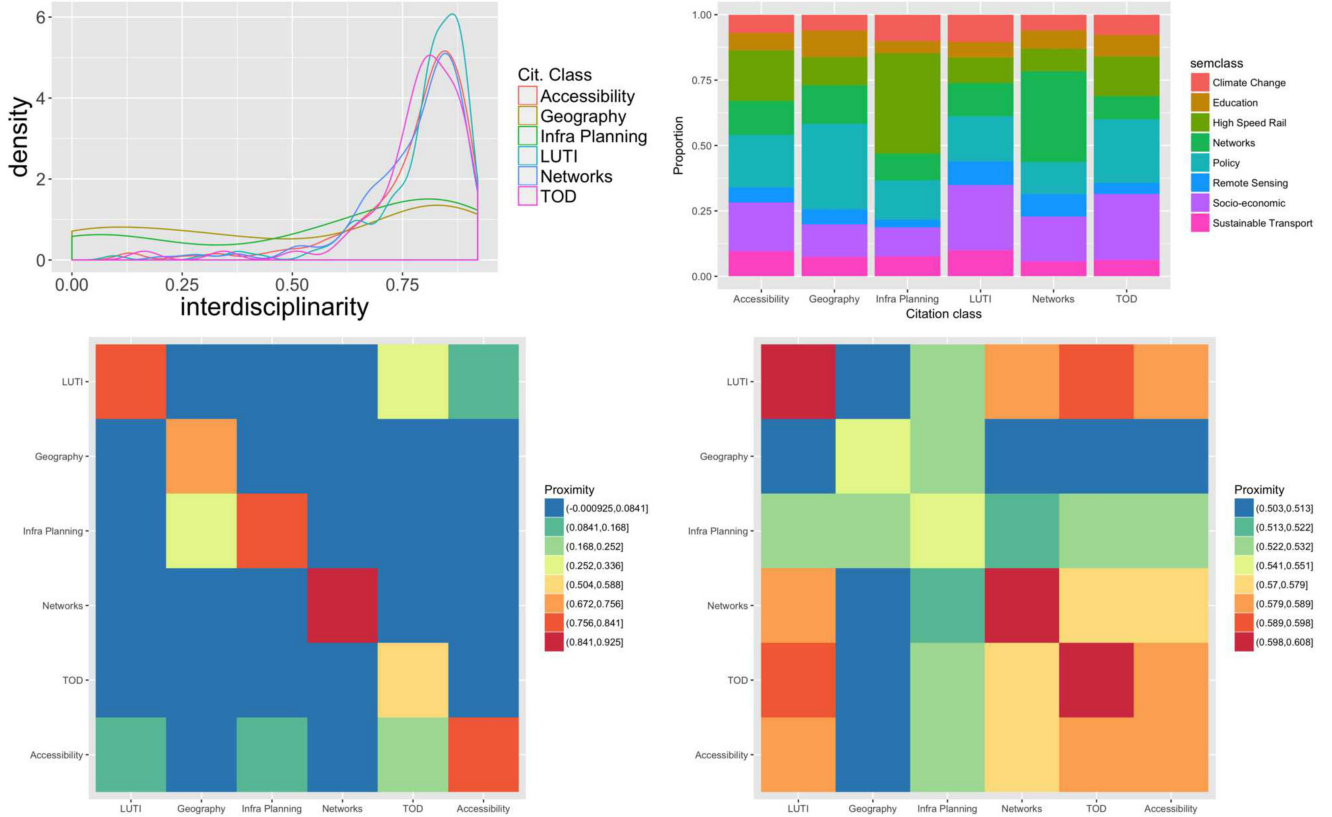 density
6
4
2
0
0.00 0.25 0.50 0.75
interdisciplinarity
Cit. Class
Accessibility
Geography
Infra Planning
LUTI
Networks
TOD
Proportion
1.00
0.75
0.50
0.25
0.00
Accessibility Geography Infra Planning LUTI Networks TOD
Citation class
semclass
Climate Change
Education
High Speed Rail
Networks
Policy
Remote Sensing
Socio-economic
Sustainable Transport
LUTI
Geography
Infra Planning
Networks
TOD
Accessibility
LUTI Geography Infra Planning Networks TOD Accessibility
Proximity
(-0.000925,0.0841]
(0.0841,0.168]
(0.168,0.252]
(0.252,0.336]
(0.504,0.588]
(0.672,0.756]
(0.756,0.841]
(0.841,0.925]
LUTI
Geography
Infra Planning
Networks
TOD
Accessibility
LUTI Geography Infra Planning Networks TOD Accessibility
Proximity
(0.503,0.513]
(0.513,0.522]
(0.522,0.532]
(0.541,0.551]
(0.57,0.579]
(0.579,0.589]
(0.589,0.598]
(0.598,0.608]